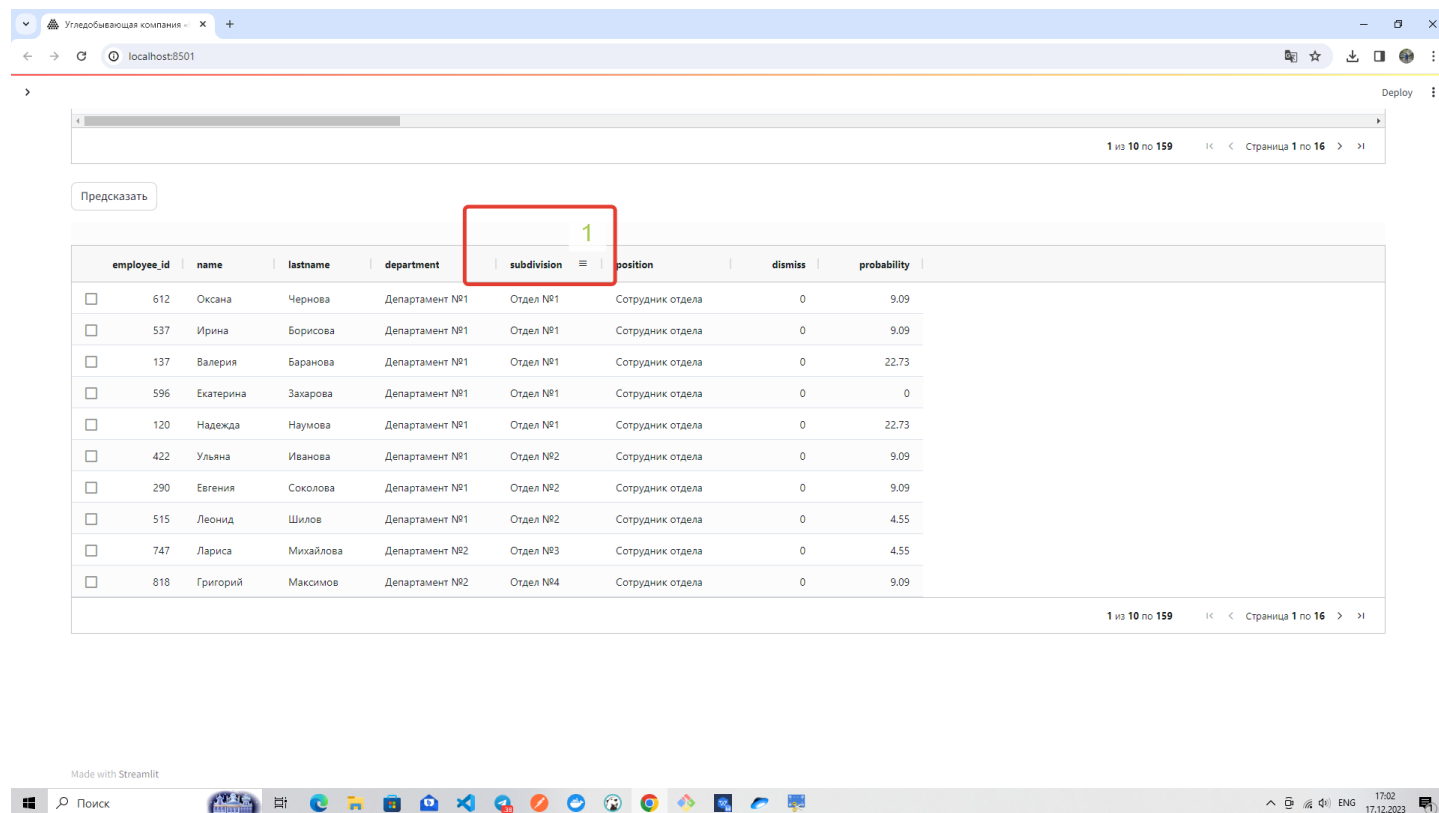 Угледобывающая компания «
localhost:8501
Deploy
1 из 10 по 159 Страница 1 по 16
Предсказать
1
employee_id name lastname department subdivision position dismiss probability
612 Оксана Чернова Департамент №1 Отдел №1 Сотрудник отдела 0 9.09
537 Ирина Борисова Департамент №1 Отдел №1 Сотрудник отдела 0 9.09
137 Валерия Баранова Департамент №1 Отдел №1 Сотрудник отдела 0 22.73
596 Екатерина Захарова Департамент №1 Отдел №1 Сотрудник отдела 0 0
120 Надежда Наумова Департамент №1 Отдел №1 Сотрудник отдела 0 22.73
422 Ульяна Иванова Департамент №1 Отдел №2 Сотрудник отдела 0 9.09
290 Евгения Соколова Департамент №1 Отдел №2 Сотрудник отдела 0 9.09
515 Леонид Шилов Департамент №1 Отдел №2 Сотрудник отдела 0 4.55
747 Лариса Михайлова Департамент №2 Отдел №3 Сотрудник отдела 0 4.55
818 Григорий Максимов Департамент №2 Отдел №4 Сотрудник отдела 0 9.09
1 из 10 по 159 Страница 1 по 16
Made with Streamlit
Поиск
ENG
17:02
17.12.2023